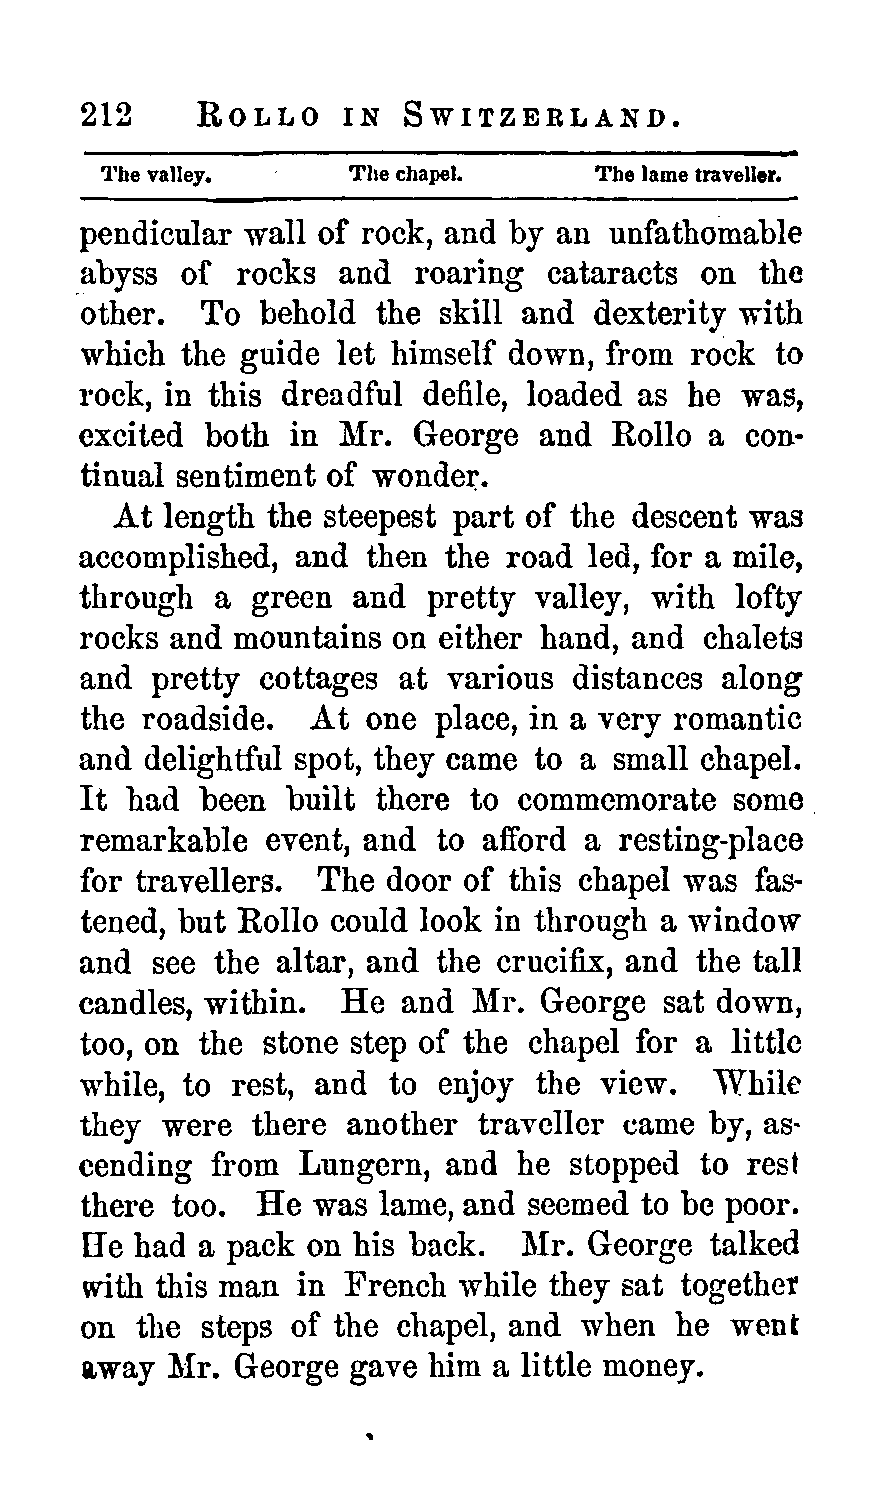 212 ROLLO IN SWITZERLAND.
The valley. The chapel. The lame traveller.
pendicular wall of rock, and by an unfathomable
abyss of rocks and roaring cataracts on the
other. To behold the skill and dexterity with
which the guide let himself down, from rock to
rock, in this dreadful defile, loaded as he was,
excited both in Mr. George and Rollo a con-
tinual sentiment of wonder.
At length the steepest part of the descent was
accomplished, and then the road led, for a mile,
through a green and pretty valley, with lofty
rocks and mountains on either hand, and chalets
and pretty cottages at various distances along
the roadside. At one place, in a very romantic
and delightful spot, they came to a small chapel.
It had been built there to commemorate some
remarkable event, and to afford a resting-place
for travellers. The door of this chapel was fas-
tened, but Rollo could look in through a window
and see the altar, and the crucifix, and the tall
candles, within. He and Mr. George sat down,
too, on the stone step of the chapel for a little
while, to rest, and to enjoy the view. While
they were there another traveller came by, as-
cending from Lungern, and he stopped to rest
there too. He was lame, and seemed to be poor.
He had a pack on his back. Mr. George talked
with this man in French while they sat together
on the steps of the chapel, and when he went
away Mr. George gave him a little money.